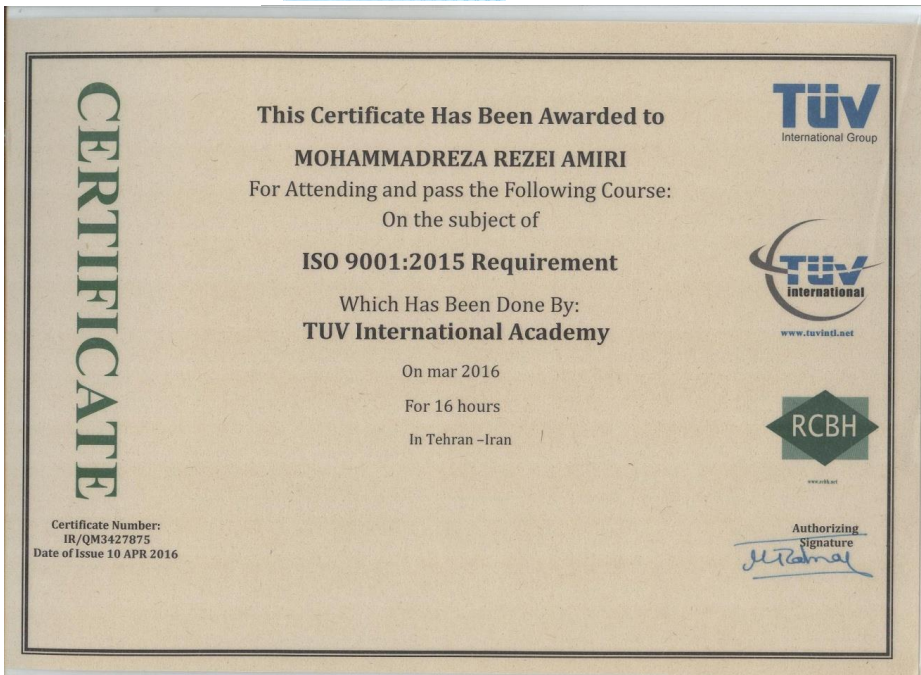 CERTIFICATE
This Certificate Has Been Awarded to
MOHAMMADREZA REZEI AMIRI
For Attending and pass the Following Course:
On the subject of
ISO 9001:2015 Requirement
Which Has Been Done By:
TUV International Academy
On mar 2016
For 16 hours
In Tehran –Iran
TÜV
International Group
TÜV
international
www.tuvintl.net
RCBH
Certificate Number:
IR/QM3427875
Date of Issue 10 APR 2016
Authorizing
Signature